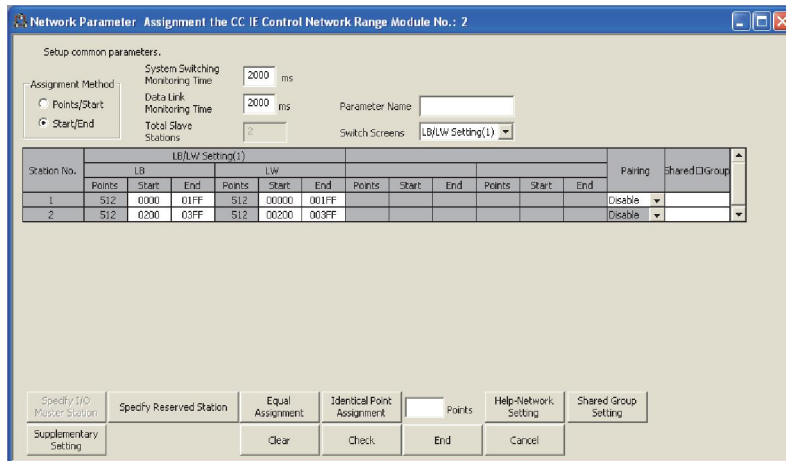 Network Parameter Assignment the CC IE Control Network Range Module No.: 2
Setup common parameters.
Assignment Method
Points/Start
Start/End
System Switching
Monitoring Time
2000 ms
Data Link
Monitoring Time
2000 ms
Total Slave
Stations
2
Parameter Name
Switch Screens LB/LW Setting(1)
Station No. LB/LW Setting(1) Pairing Shared□Group
LB LW
Points Start End Points Start End Points Start End Points Start End
1 512 0000 01FF 512 00000 001FF Disable
2 512 0200 03FF 512 00200 003FF Disable
Specify I/O
Master Station
Specify Reserved Station
Equal
Assignment
Identical Point
Assignment
Points
Help-Network
Setting
Shared Group
Setting
Supplementary
Setting
Clear
Check
End
Cancel